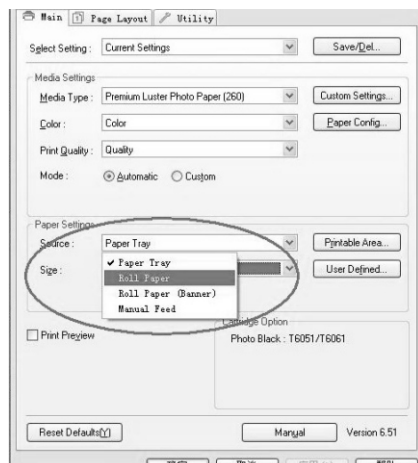 Main Page Layout Utility
Select Setting : Current Settings Save/Del...
Media Settings
Media Type : Premium Luster Photo Paper (260) Custom Settings...
Color : Color Paper Config...
Print Quality : Quality
Mode : Automatic Custom
Paper Settings
Source : Paper Tray Printable Area...
Size : User Defined...
Paper Tray
Roll Paper
Roll Paper (Banner)
Manual Feed
Print Preview
Cartridge Option
Photo Black : T6051/T6061
Reset Defaults(Y) Manual Version 6.51